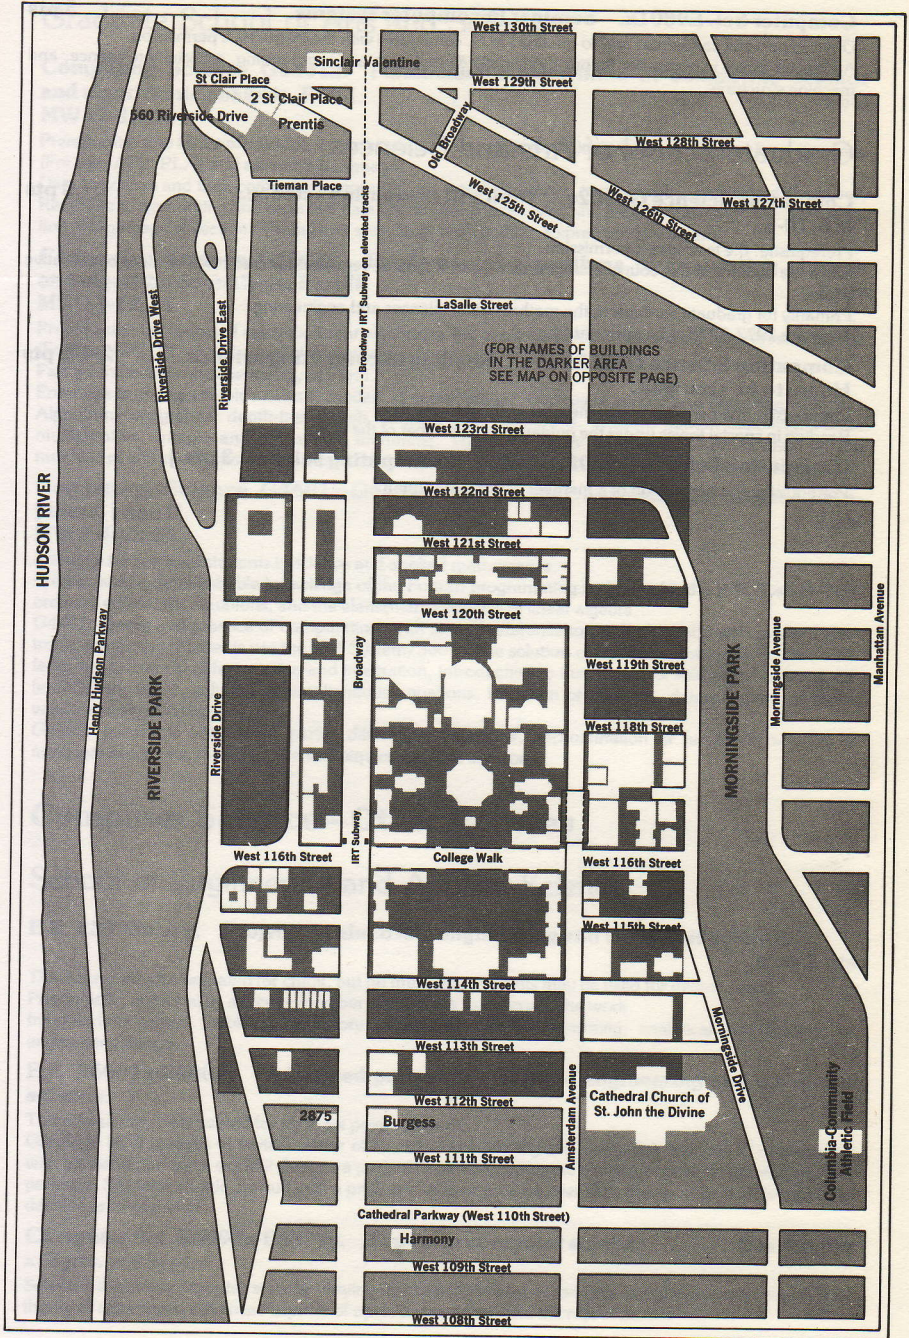 West 130th Street
Sinclair Valentine
St Clair Place
West 129th Street
2 St Clair Place
560 Riverside Drive
Prentis
Old Broadway
West 128th Street
Tieman Place
West 125th Street
West 126th Street
West 127th Street
Broadway IRT Subway on elevated tracks
Riverside Drive West
Riverside Drive East
LaSalle Street
(FOR NAMES OF BUILDINGS
IN THE DARKER AREA
SEE MAP ON OPPOSITE PAGE)
West 123rd Street
HUDSON RIVER
West 122nd Street
West 121st Street
West 120th Street
Henry Hudson Parkway
RIVERSIDE PARK
Riverside Drive
Broadway
West 119th Street
MORNINGSIDE PARK
Morningside Avenue
Manhattan Avenue
West 118th Street
IRT Subway
West 116th Street
College Walk
West 116th Street
West 115th Street
West 114th Street
Morningside Drive
West 113th Street
West 112th Street
Amsterdam Avenue
Cathedral Church of
St. John the Divine
2875
Burgess
West 111th Street
Columbia-Community
Athletic Field
Cathedral Parkway (West 110th Street)
Harmony
West 109th Street
West 108th Street